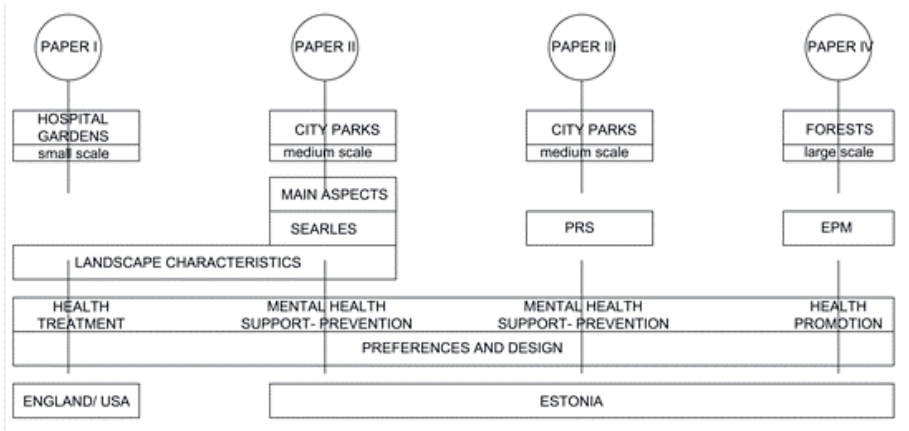 PAPER I
PAPER II
PAPER III
PAPER IV
HOSPITAL
GARDENS
small scale
CITY PARKS
medium scale
CITY PARKS
medium scale
FORESTS
large scale
MAIN ASPECTS
SEARLES
PRS
EPM
LANDSCAPE CHARACTERISTICS
HEALTH
TREATMENT
MENTAL HEALTH
SUPPORT- PREVENTION
MENTAL HEALTH
SUPPORT- PREVENTION
HEALTH
PROMOTION
PREFERENCES AND DESIGN
ENGLAND/ USA
ESTONIA